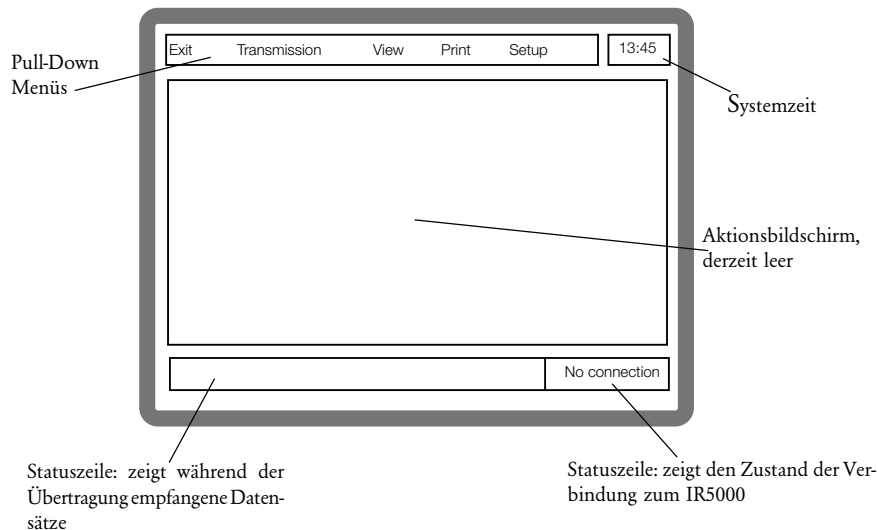 Exit Transmission View Print Setup 13:45
Pull-Down
Menüs
Systemzeit
Aktionsbildschirm,
derzeit leer
No connection
Statuszeile: zeigt während der
Übertragung empfangene Daten-
sätze
Statuszeile: zeigt den Zustand der Ver-
bindung zum IR5000